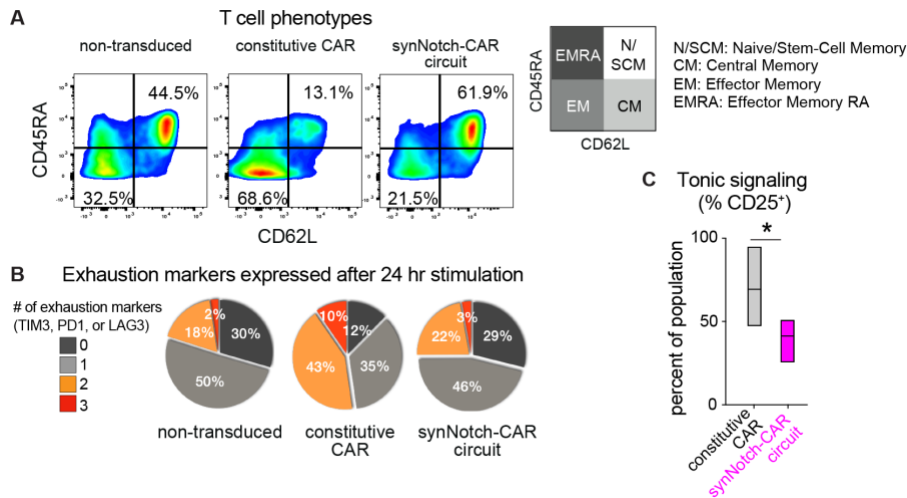 A
T cell phenotypes
non-transduced
constitutive CAR
synNotch-CAR
circuit
44.5%
32.5%
13.1%
68.6%
61.9%
21.5%
CD45RA
CD62L
EMRA
N/
SCM
EM
CM
CD45RA
CD62L
N/SCM: Naive/Stem-Cell Memory
CM: Central Memory
EM: Effector Memory
EMRA: Effector Memory RA
B
Exhaustion markers expressed after 24 hr stimulation
# of exhaustion markers
(TIM3, PD1, or LAG3)
0
1
2
3
2%
18%
30%
50%
non-transduced
10%
12%
43%
35%
constitutive
CAR
3%
22%
29%
46%
synNotch-CAR
circuit
C
Tonic signaling
(% CD25⁺)
*
100
50
0
percent of population
constitutive
CAR
synNotch-CAR
circuit